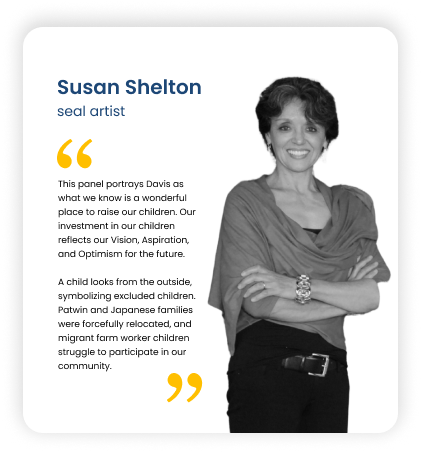 Susan Shelton
seal artist
“
This panel portrays Davis as
what we know is a wonderful
place to raise our children. Our
investment in our children
reflects our Vision, Aspiration,
and Optimism for the future.
A child looks from the outside,
symbolizing excluded children.
Patwin and Japanese families
were forcefully relocated, and
migrant farm worker children
struggle to participate in our
community.
”